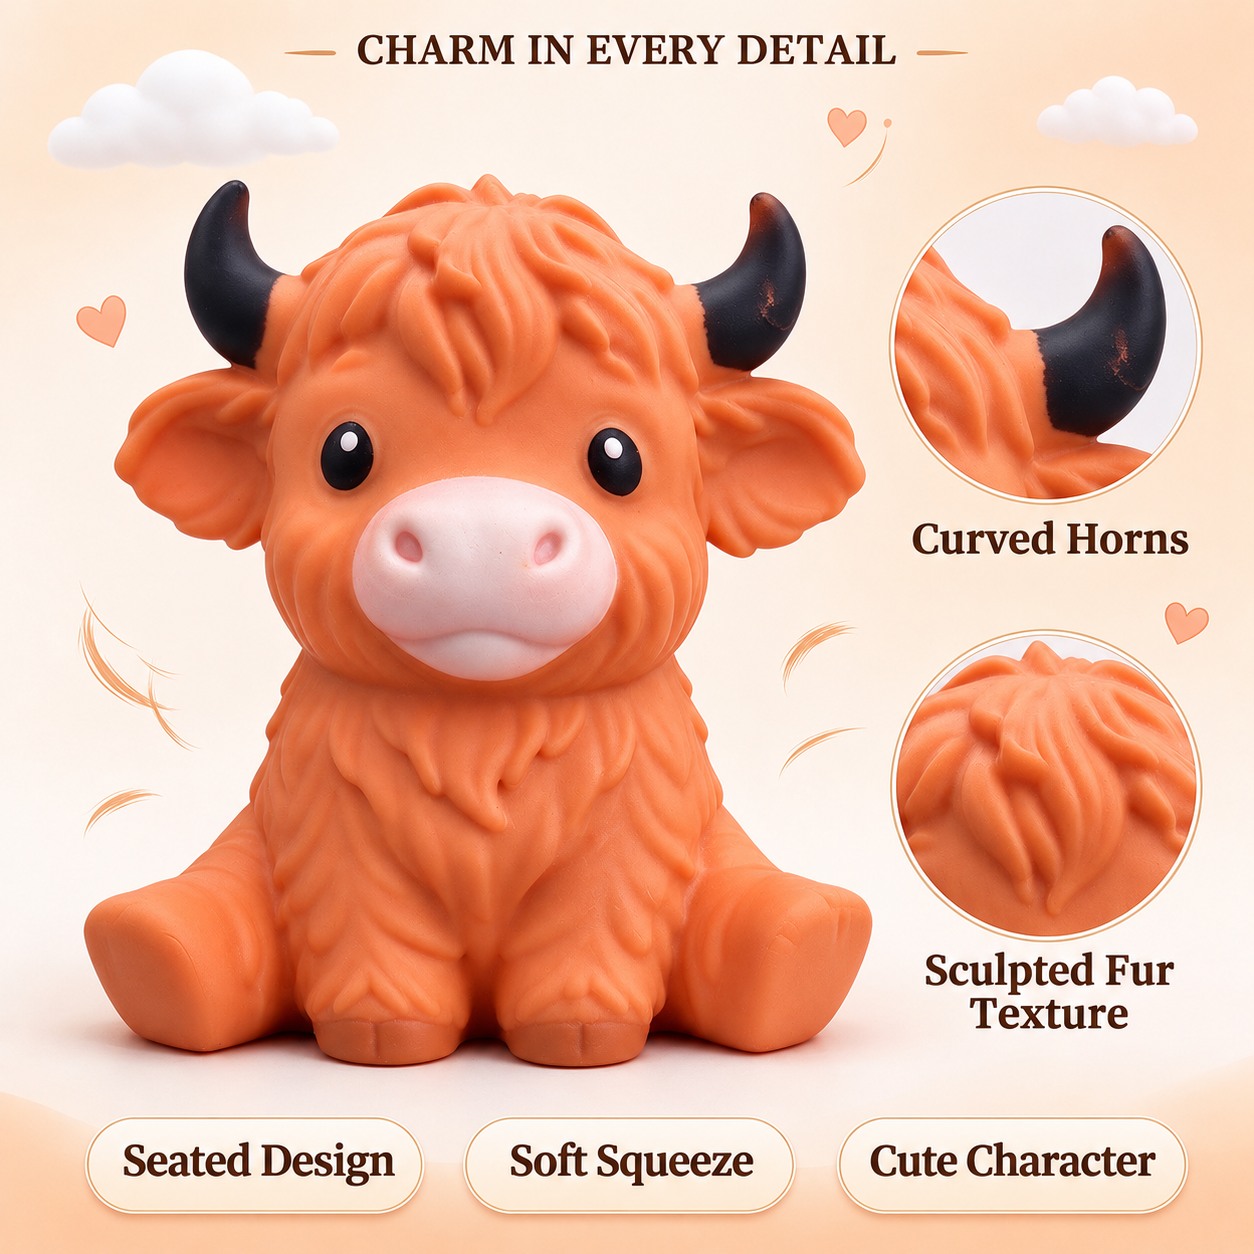 CHARM IN EVERY DETAIL
Curved Horns
Sculpted Fur
Texture
Seated Design
Soft Squeeze
Cute Character